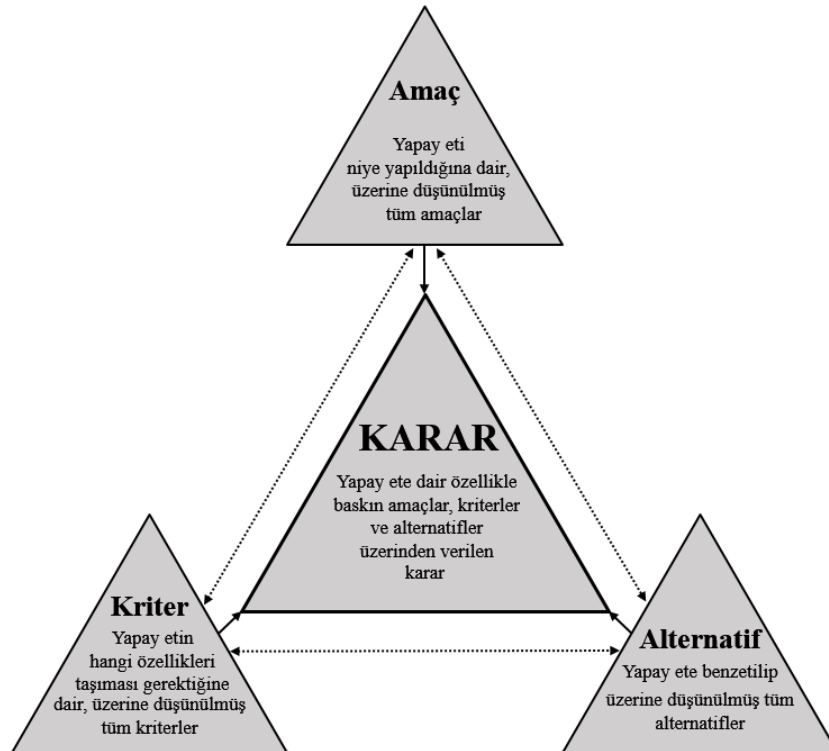 Amaç
Yapay eti
niye yapıldığına dair,
üzerine düşünülmüş
tüm amaçlar
KARAR
Yapay ete dair özellikle
baskın amaçlar, kriterler
ve alternatifler
üzerinden verilen
karar
Kriter
Yapay etin
hangi özellikleri
taşıması gerektiğine
dair, üzerine düşünülmüş
tüm kriterler
Alternatif
Yapay ete benzetilip
üzerine düşünülmüş tüm
alternatifler